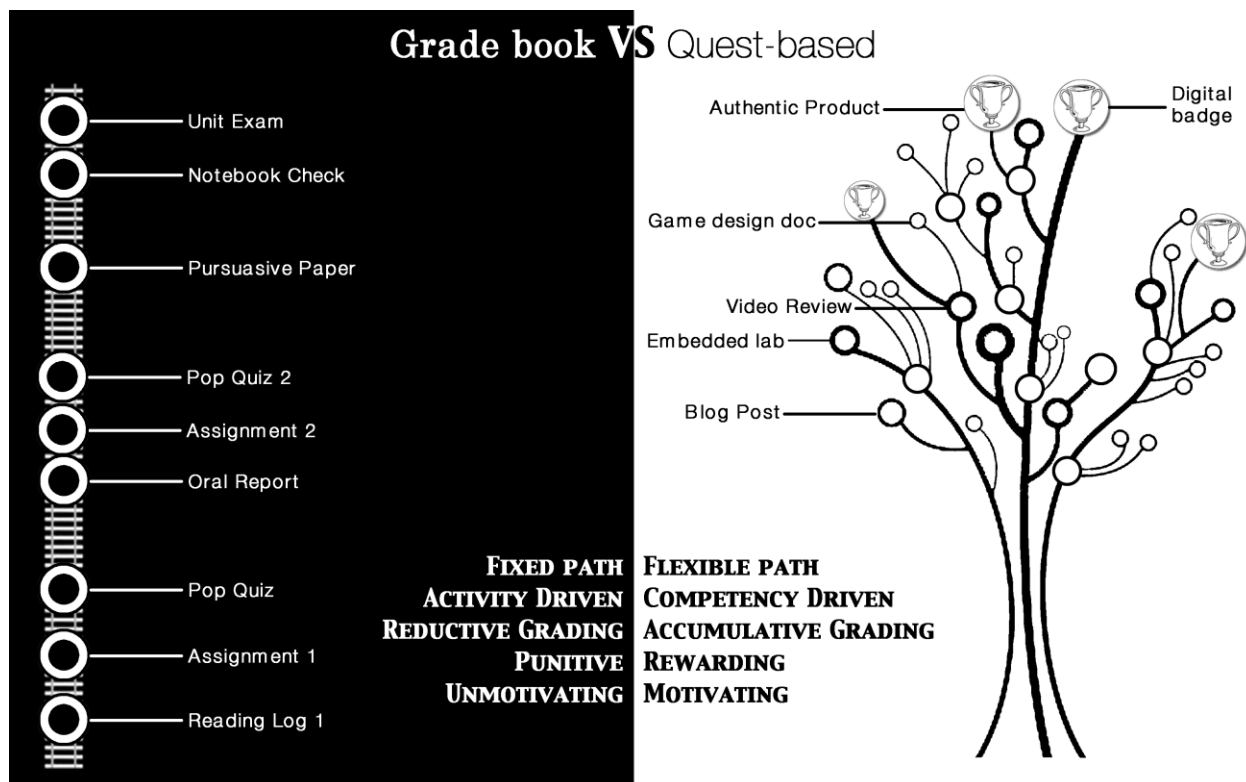 Grade book VS Quest-based
Unit Exam
Notebook Check
Pursuasive Paper
Pop Quiz 2
Assignment 2
Oral Report
Pop Quiz
Assignment 1
Reading Log 1
Authentic Product
Digital
badge
Game design doc
Video Review
Embedded lab
Blog Post
FIXED PATH FLEXIBLE PATH
ACTIVITY DRIVEN COMPETENCY DRIVEN
REDUCTIVE GRADING ACCUMULATIVE GRADING
PUNITIVE REWARDING
UNMOTIVATING MOTIVATING